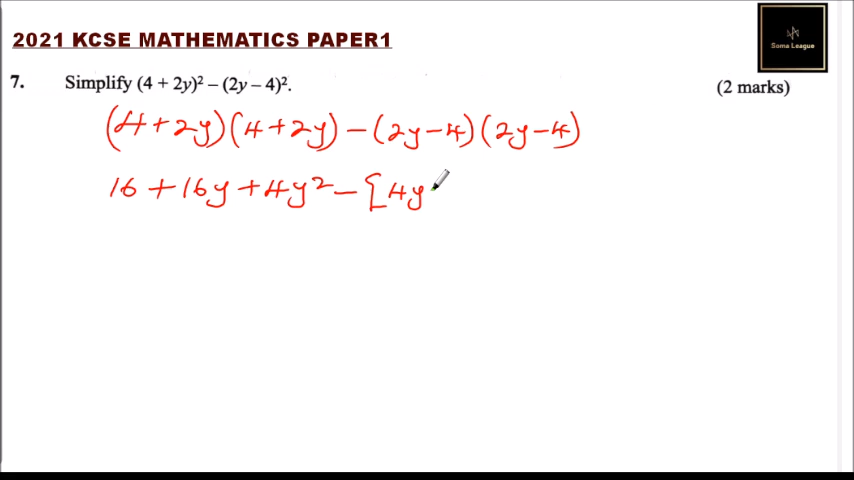 2021 KCSE MATHEMATICS PAPER1
Soma League
7. Simplify (4 + 2y)² – (2y – 4)². (2 marks)
(4+2y)(4+2y)-(2y-4)(2y-4)
16+16y+4y²-[4y